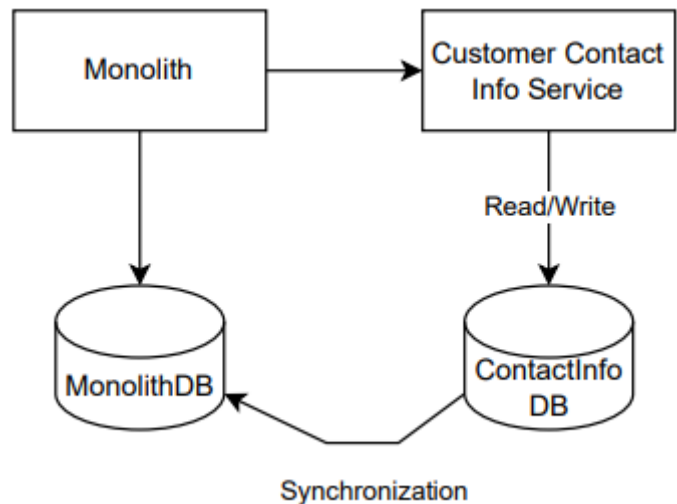 Monolith
Customer Contact
Info Service
Read/Write
MonolithDB
ContactInfo
DB
Synchronization